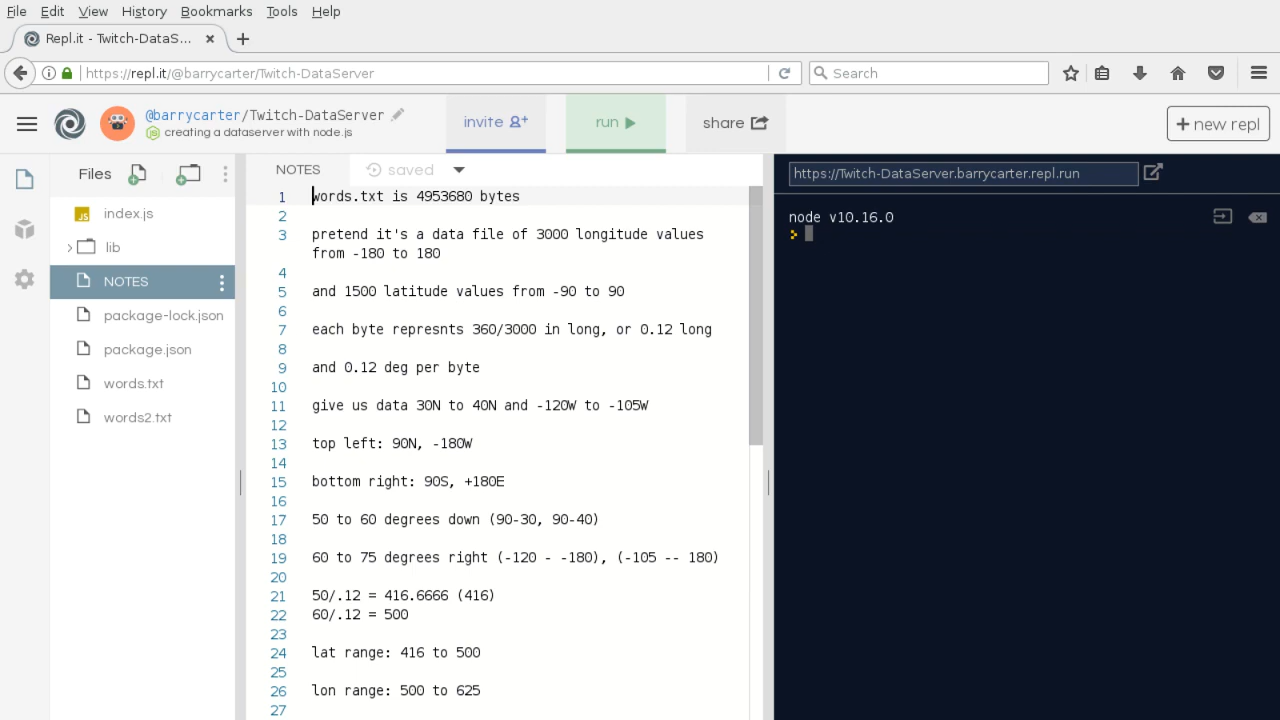 File Edit View History Bookmarks Tools Help
Repl.it - Twitch-DataS...
https://repl.it/@barrycarter/Twitch-DataServer
Search
@barrycarter/Twitch-DataServer
creating a dataserver with node.js
invite
run
share
+ new repl
Files
index.js
lib
NOTES
package-lock.json
package.json
words.txt
words2.txt
NOTES
saved
1 words.txt is 4953680 bytes
2
3 pretend it's a data file of 3000 longitude values
from -180 to 180
4
5 and 1500 latitude values from -90 to 90
6
7 each byte represnts 360/3000 in long, or 0.12 long
8
9 and 0.12 deg per byte
10
11 give us data 30N to 40N and -120W to -105W
12
13 top left: 90N, -180W
14
15 bottom right: 90S, +180E
16
17 50 to 60 degrees down (90-30, 90-40)
18
19 60 to 75 degrees right (-120 - -180), (-105 -- 180)
20
21 50/.12 = 416.6666 (416)
22 60/.12 = 500
23
24 lat range: 416 to 500
25
26 lon range: 500 to 625
27
https://Twitch-DataServer.barrycarter.repl.run
node v10.16.0